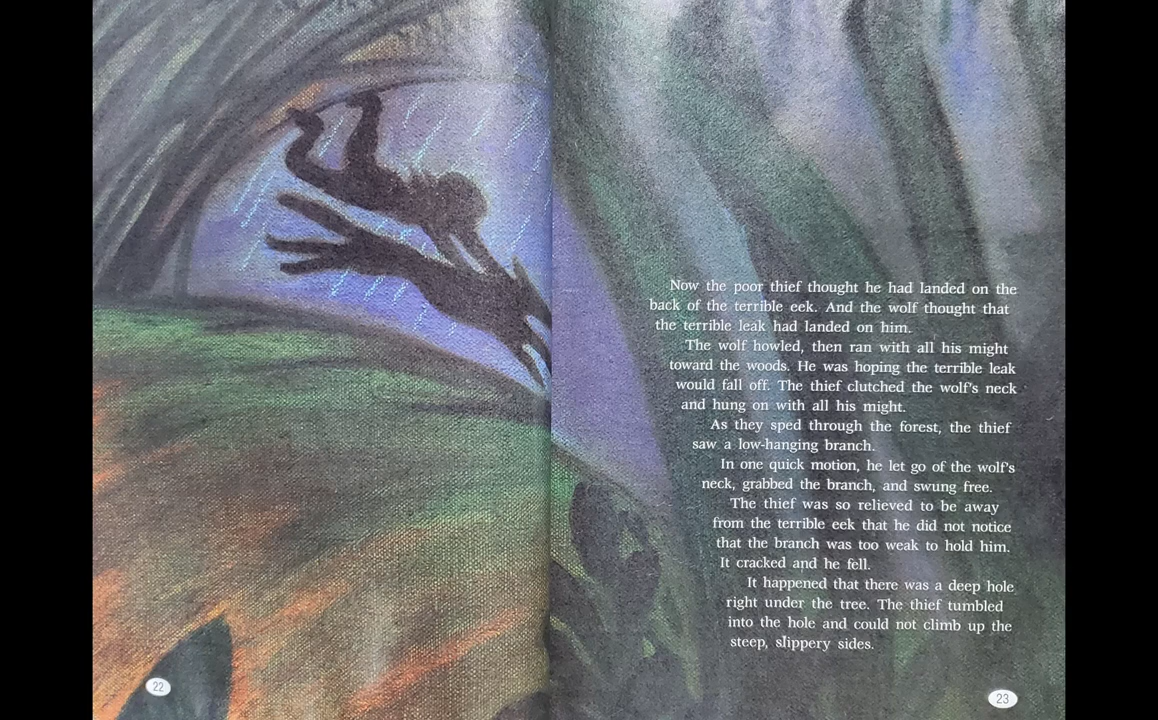 Now the poor thief thought he had landed on the
back of the terrible eek. And the wolf thought that
the terrible leak had landed on him.
The wolf howled, then ran with all his might
toward the woods. He was hoping the terrible leak
would fall off. The thief clutched the wolf's neck
and hung on with all his might.
As they sped through the forest, the thief
saw a low-hanging branch.
In one quick motion, he let go of the wolf's
neck, grabbed the branch, and swung free.
The thief was so relieved to be away
from the terrible eek that he did not notice
that the branch was too weak to hold him.
It cracked and he fell.
It happened that there was a deep hole
right under the tree. The thief tumbled
into the hole and could not climb up the
steep, slippery sides.
22
23